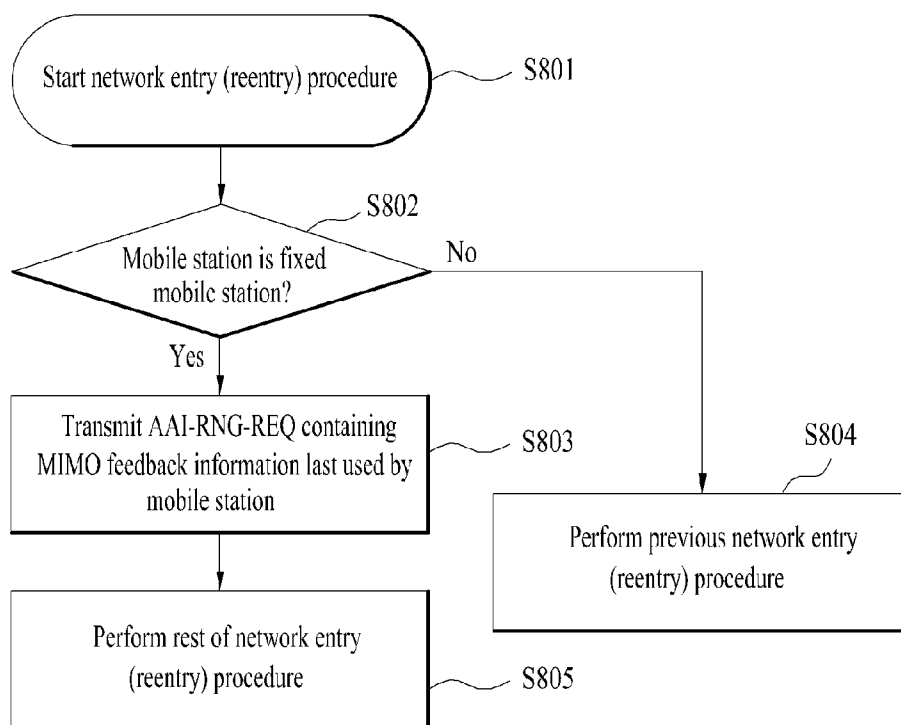 Start network entry (reentry) procedure
S801
S802
Mobile station is fixed
mobile station?
No
Yes
Transmit AAI-RNG-REQ containing
MIMO feedback information last used by
mobile station
S803
S804
Perform previous network entry
(reentry) procedure
Perform rest of network entry
(reentry) procedure
S805